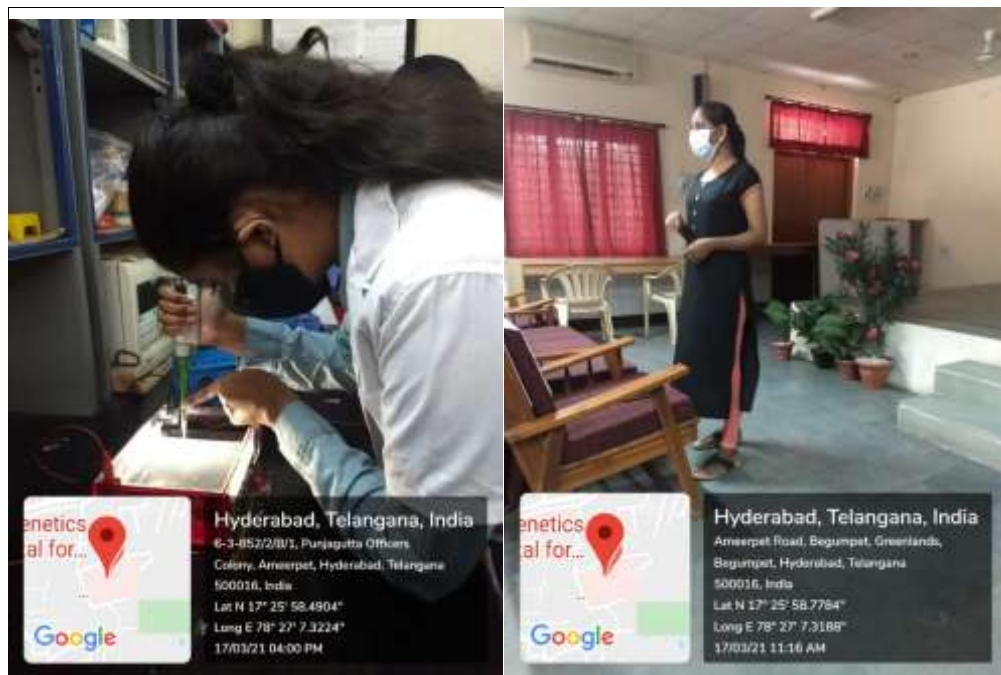 enetics
al for...
Google
Hyderabad, Telangana, India
6-3-852/2/B/1, Punjagutta Officers
Colony, Ameerpet, Hyderabad, Telangana
500016, India
Lat N 17° 25' 58.4904"
Long E 78° 27' 7.3224"
17/03/21 04:00 PM
enetics
al for...
Google
Hyderabad, Telangana, India
Ameerpet Road, Begumpet, Greenlands,
Begumpet, Hyderabad, Telangana
500016, India
Lat N 17° 25' 58.7784"
Long E 78° 27' 7.3188"
17/03/21 11:16 AM